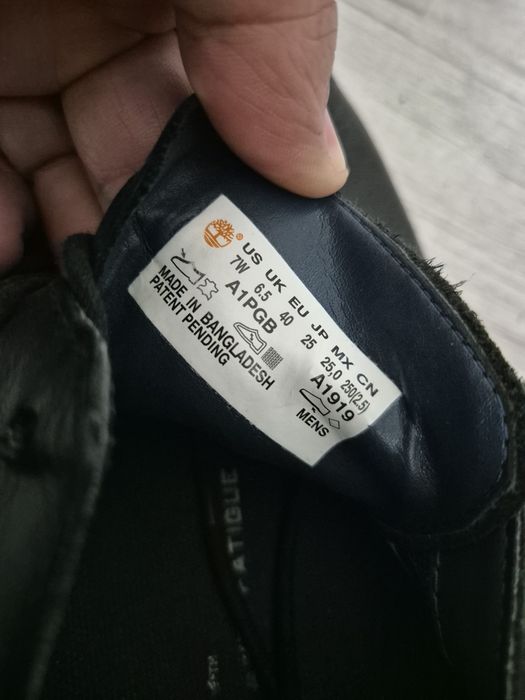 ®
US UK EU JP MX CN
7W 6.5 40 25 25,0 250(2.5)
A1PGB A1919
MADE IN BANGLADESH MENS
PATENT PENDING
FATIGUE